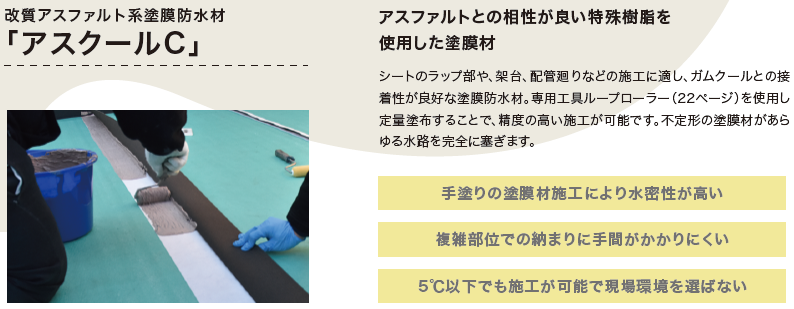 改質アスファルト系塗膜防水材
「アスクールC」
アスファルトとの相性が良い特殊樹脂を
使用した塗膜材
シートのラップ部や、架台、配管廻りなどの施工に適し、ガムクールとの接
着性が良好な塗膜防水材。専用工具ループローラー（22ページ）を使用し
定量塗布することで、精度の高い施工が可能です。不定形の塗膜材があら
ゆる水路を完全に塞ぎます。
手塗りの塗膜材施工により水密性が高い
複雑部位での納まりに手間がかかりにくい
5℃以下でも施工が可能で現場環境を選ばない